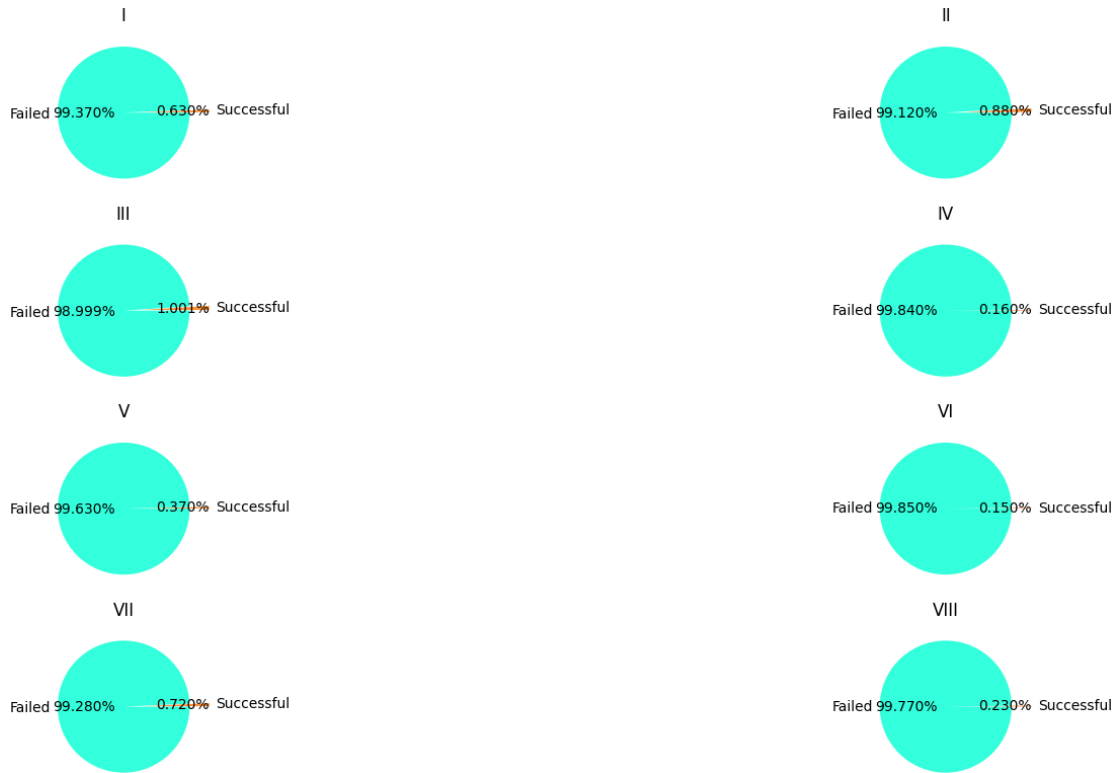 I
Failed 99.370% 0.630% Successful
II
Failed 99.120% 0.880% Successful
III
Failed 98.999% 1.001% Successful
IV
Failed 99.840% 0.160% Successful
V
Failed 99.630% 0.370% Successful
VI
Failed 99.850% 0.150% Successful
VII
Failed 99.280% 0.720% Successful
VIII
Failed 99.770% 0.230% Successful